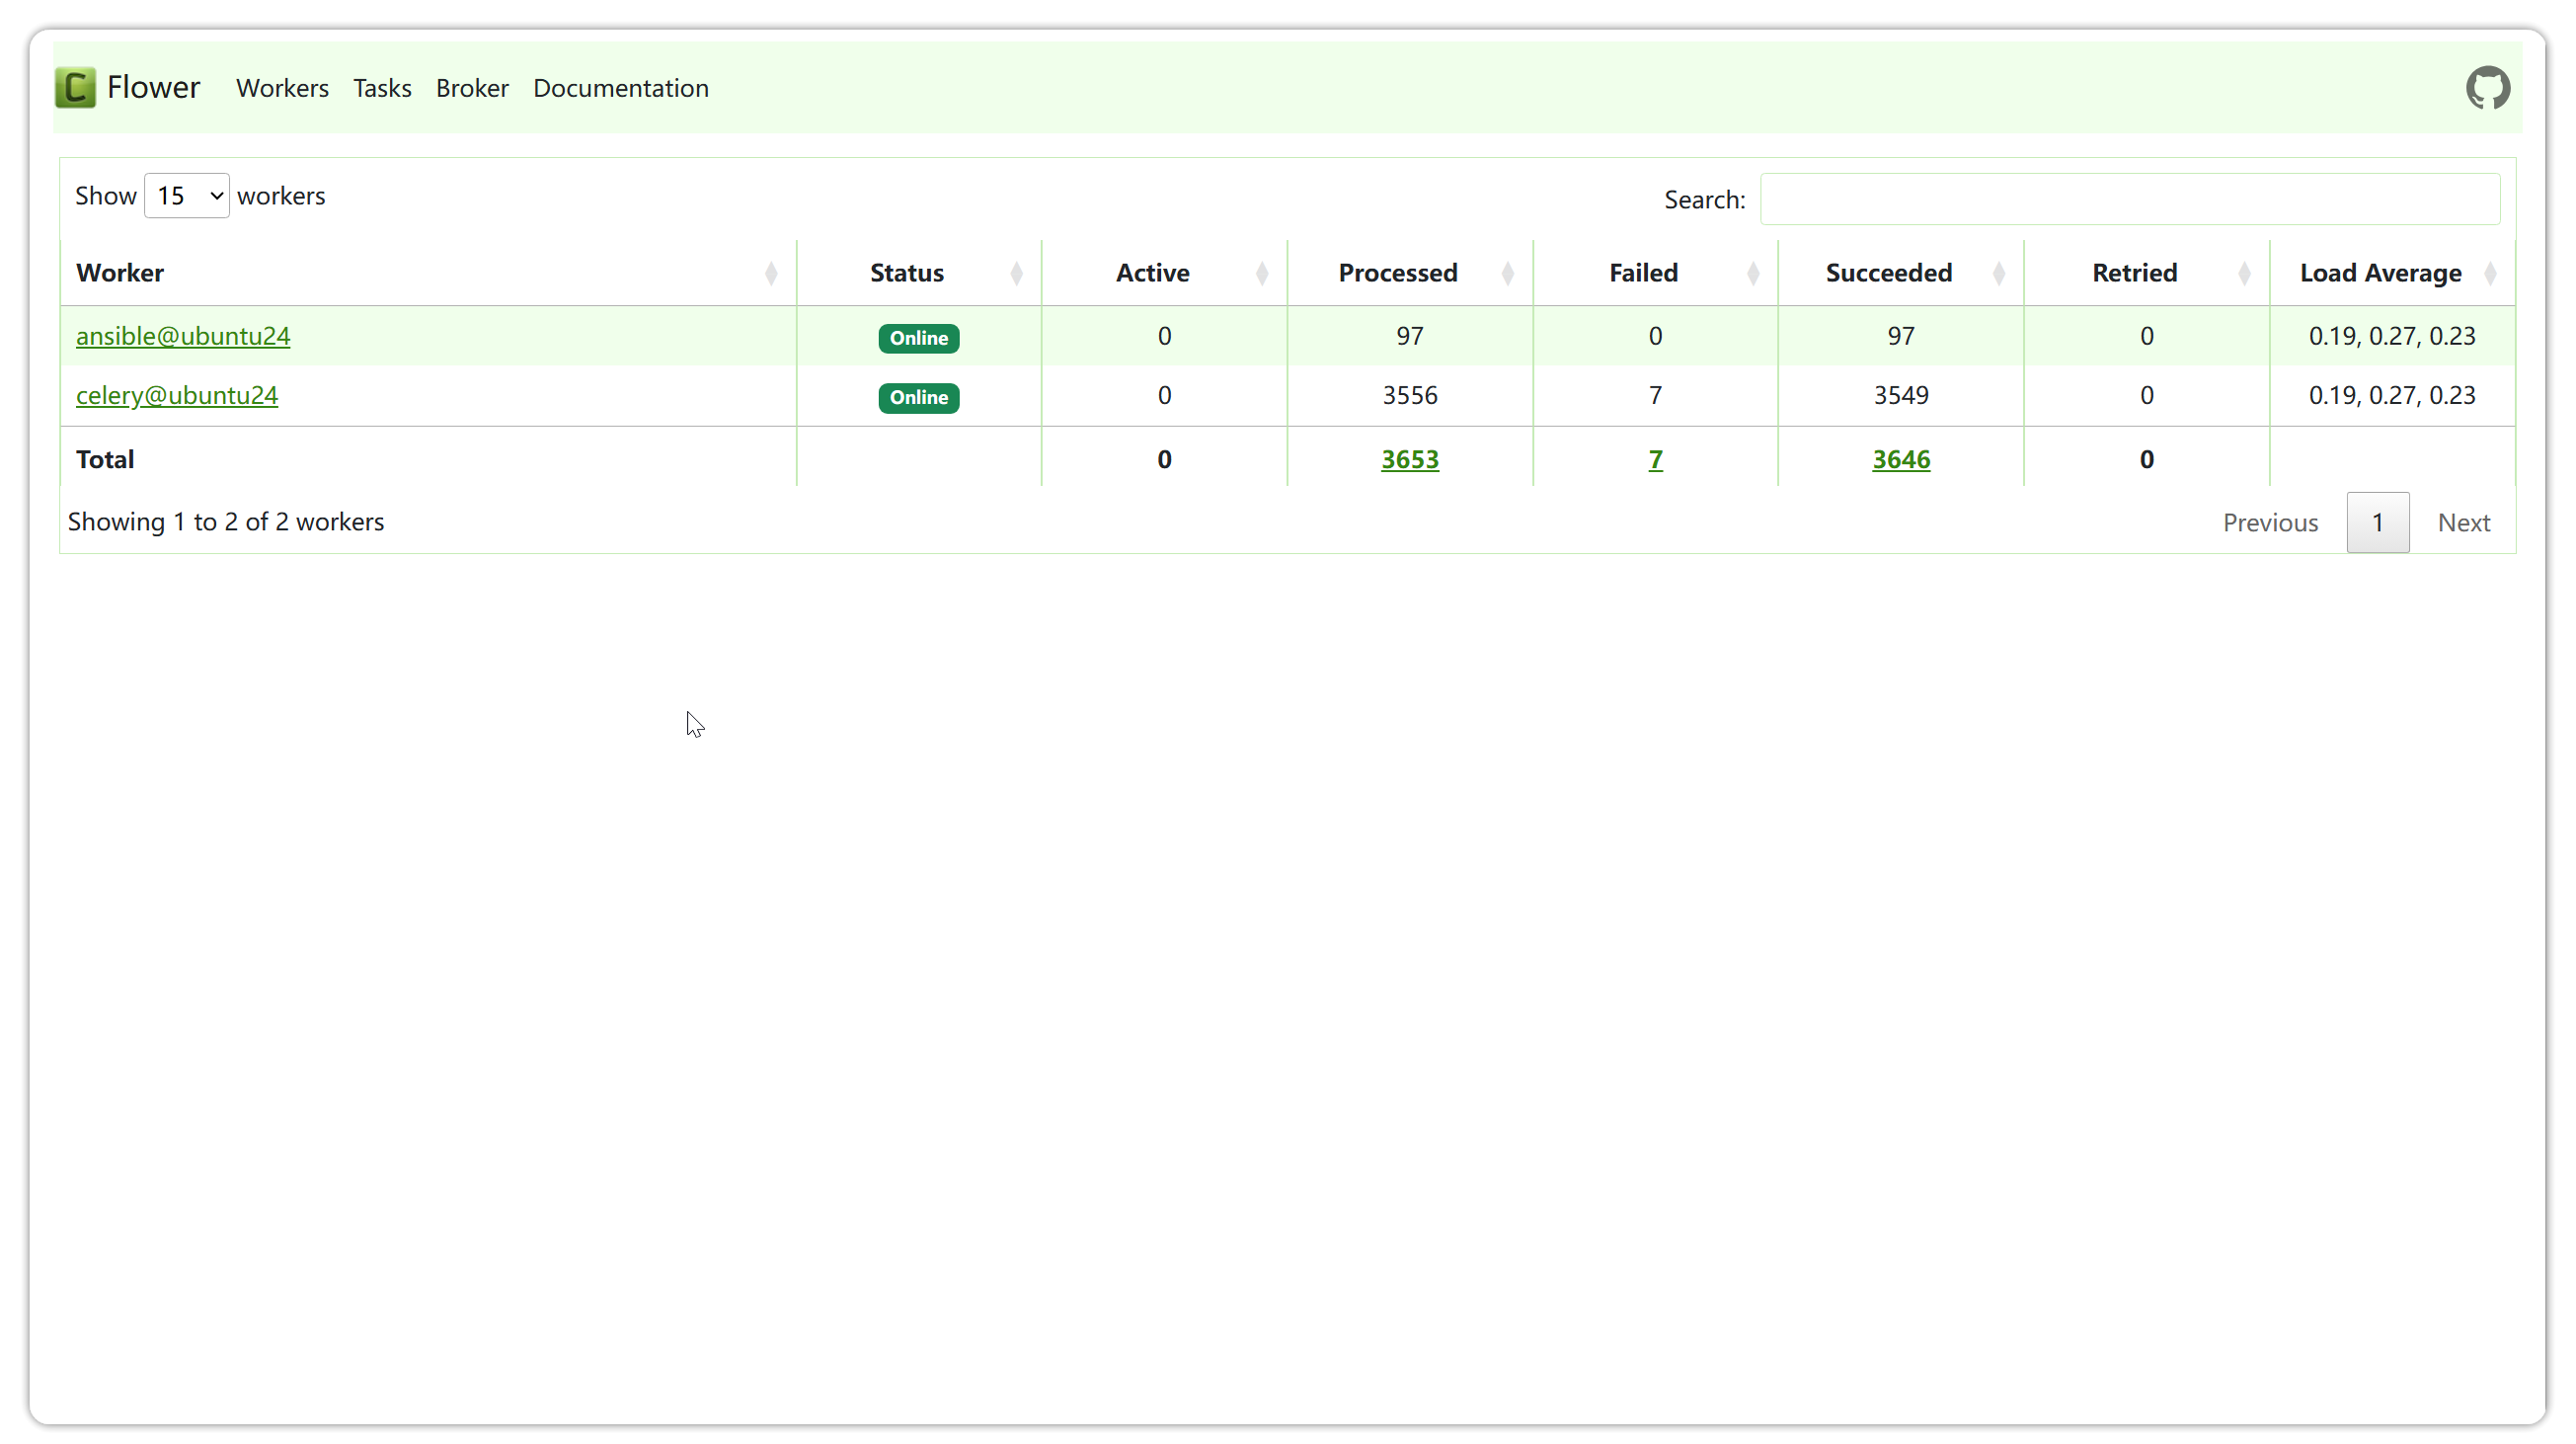 C Flower Workers Tasks Broker Documentation
Show 15 workers Search:
Worker Status Active Processed Failed Succeeded Retried Load Average
ansible@ubuntu24 Online 0 97 0 97 0 0.19, 0.27, 0.23
celery@ubuntu24 Online 0 3556 7 3549 0 0.19, 0.27, 0.23
Total 0 3653 7 3646 0
Showing 1 to 2 of 2 workers Previous 1 Next